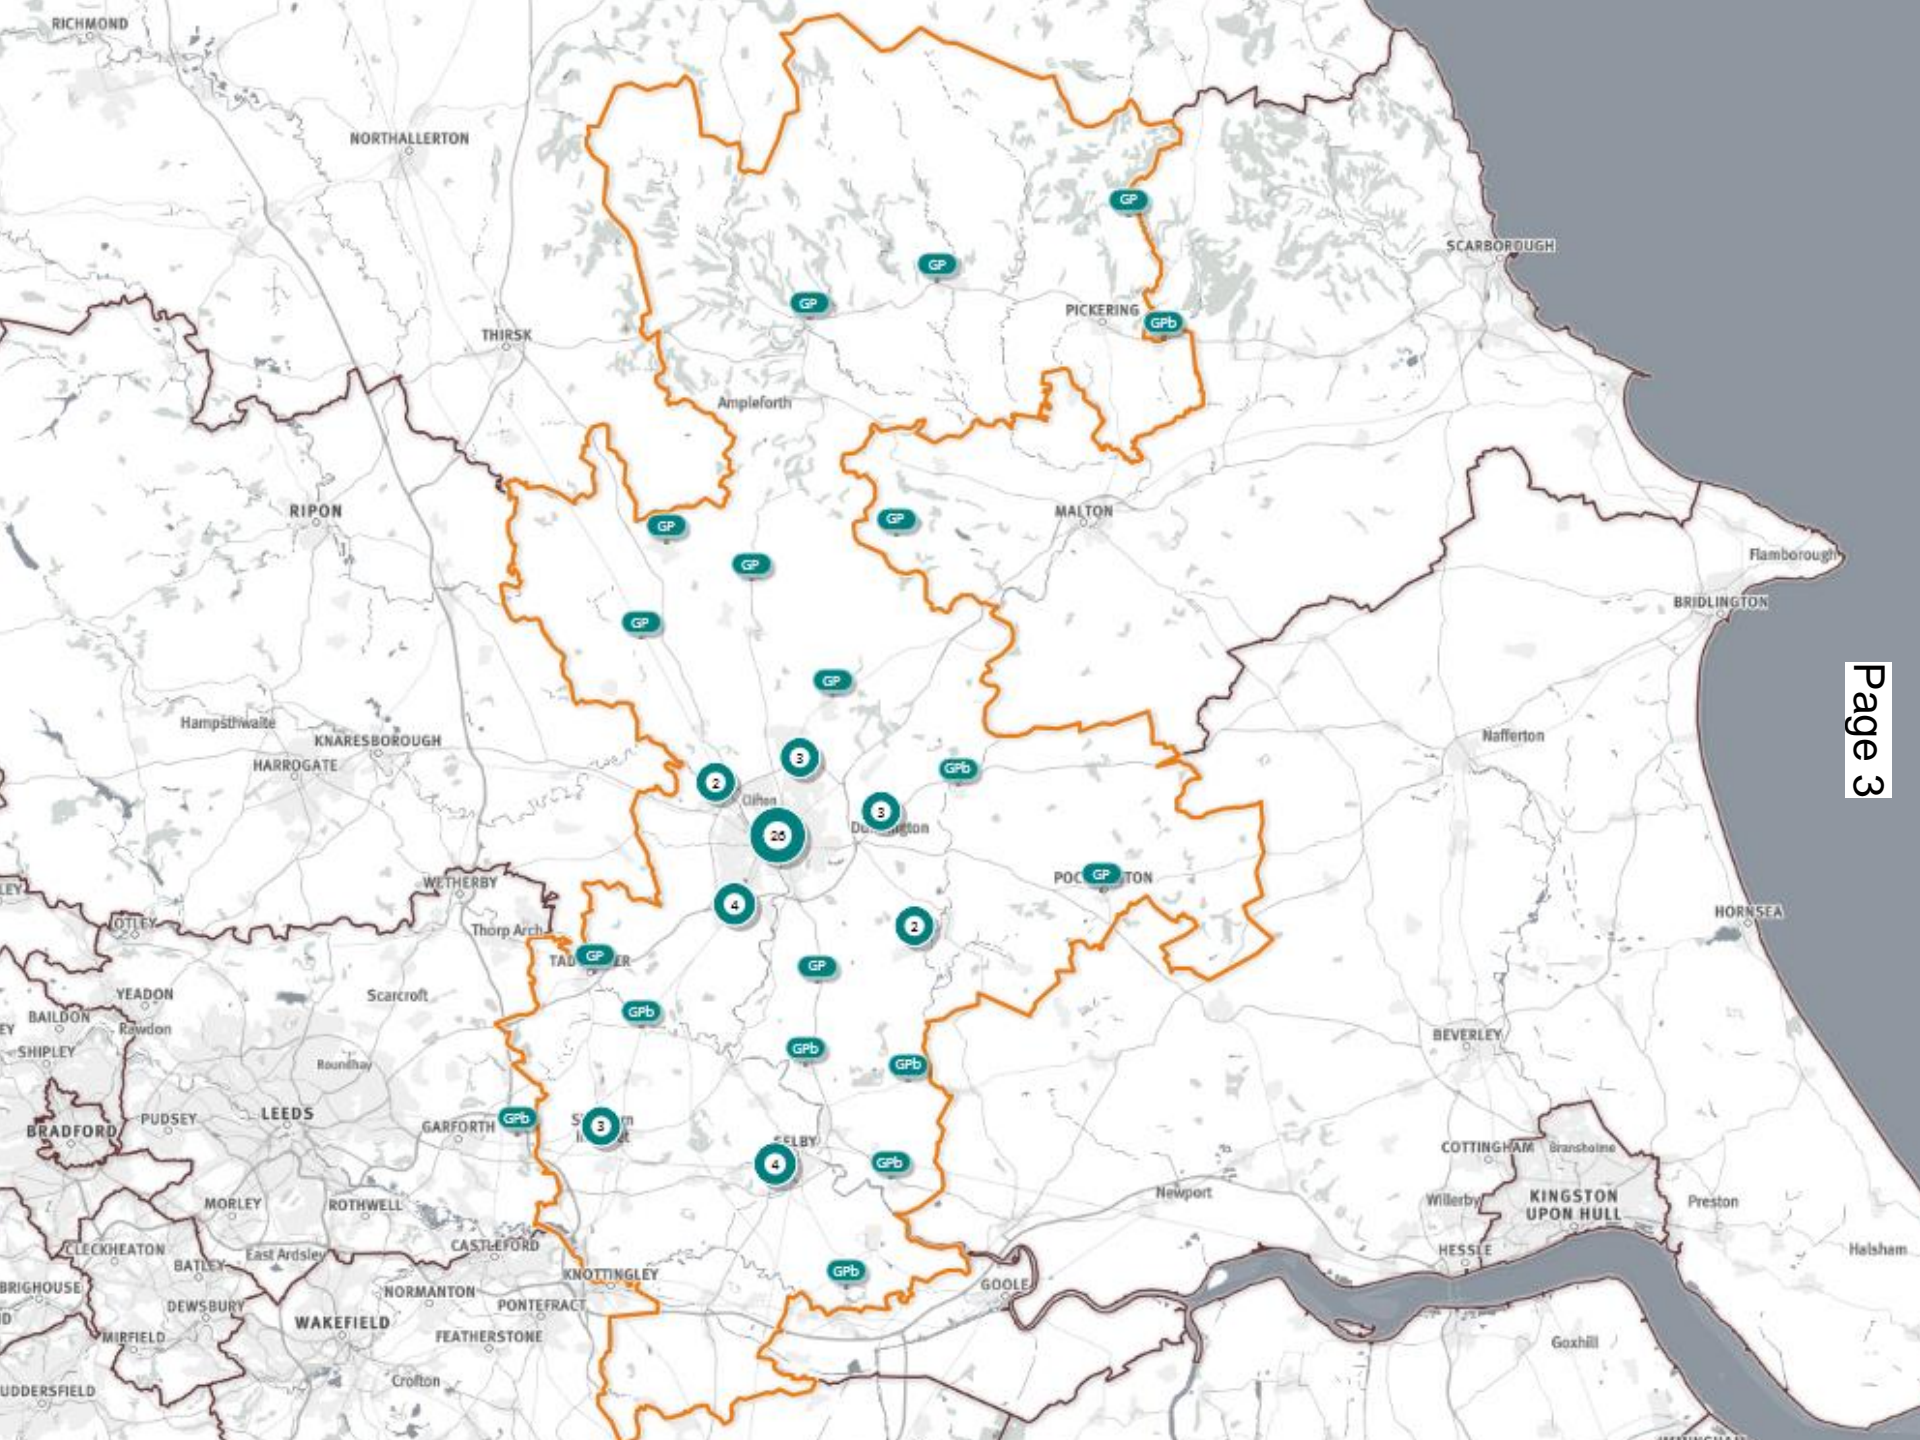 RICHMOND
NORTHALLERTON
GP
SCARBOROUGH
GP
GP
PICKERING
GPb
THIRSK
Ampleforth
RIPON
MALTON
GP
GP
GP
Flamborough
BRIDLINGTON
GP
GP
Page 3
Hampsthwaite
KNARESBOROUGH
HARROGATE
Nafferton
3
GPb
2
Clifton
3
26
WETHERBY
GP
4
HORNSEA
OTLEY
Thorp Arch
2
GP
GP
YEADON
Scarcroft
GPb
BAILDON
Rawdon
BEVERLEY
SHIPLEY
GPb
Roundhay
GPb
LEEDS
PUDSEY
GPb
GARFORTH
3
BRADFORD
SELBY
COTTINGHAM
Bransholme
4
GPb
Newport
MORLEY
ROTHWELL
Willerby
KINGSTON
UPON HULL
Preston
CLECKHEATON
East Ardsley
CASTLEFORD
HESSLE
Halsham
BATLEY
KNOTTINGLEY
GPb
GOOLE
BRIGHOUSE
NORMANTON
DEWSBURY
PONTEFRACT
WAKEFIELD
MIRFIELD
FEATHERSTONE
Goxhill
Crofton
UDDERSFIELD